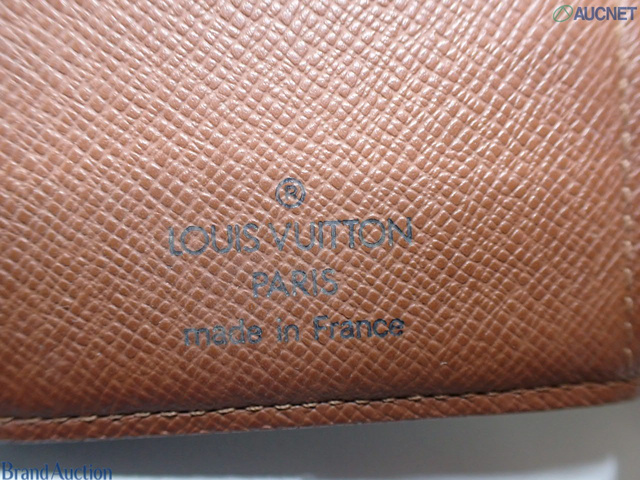 AUCNET
®
LOUIS VUITTON
PARIS
made in France
BrandAuction